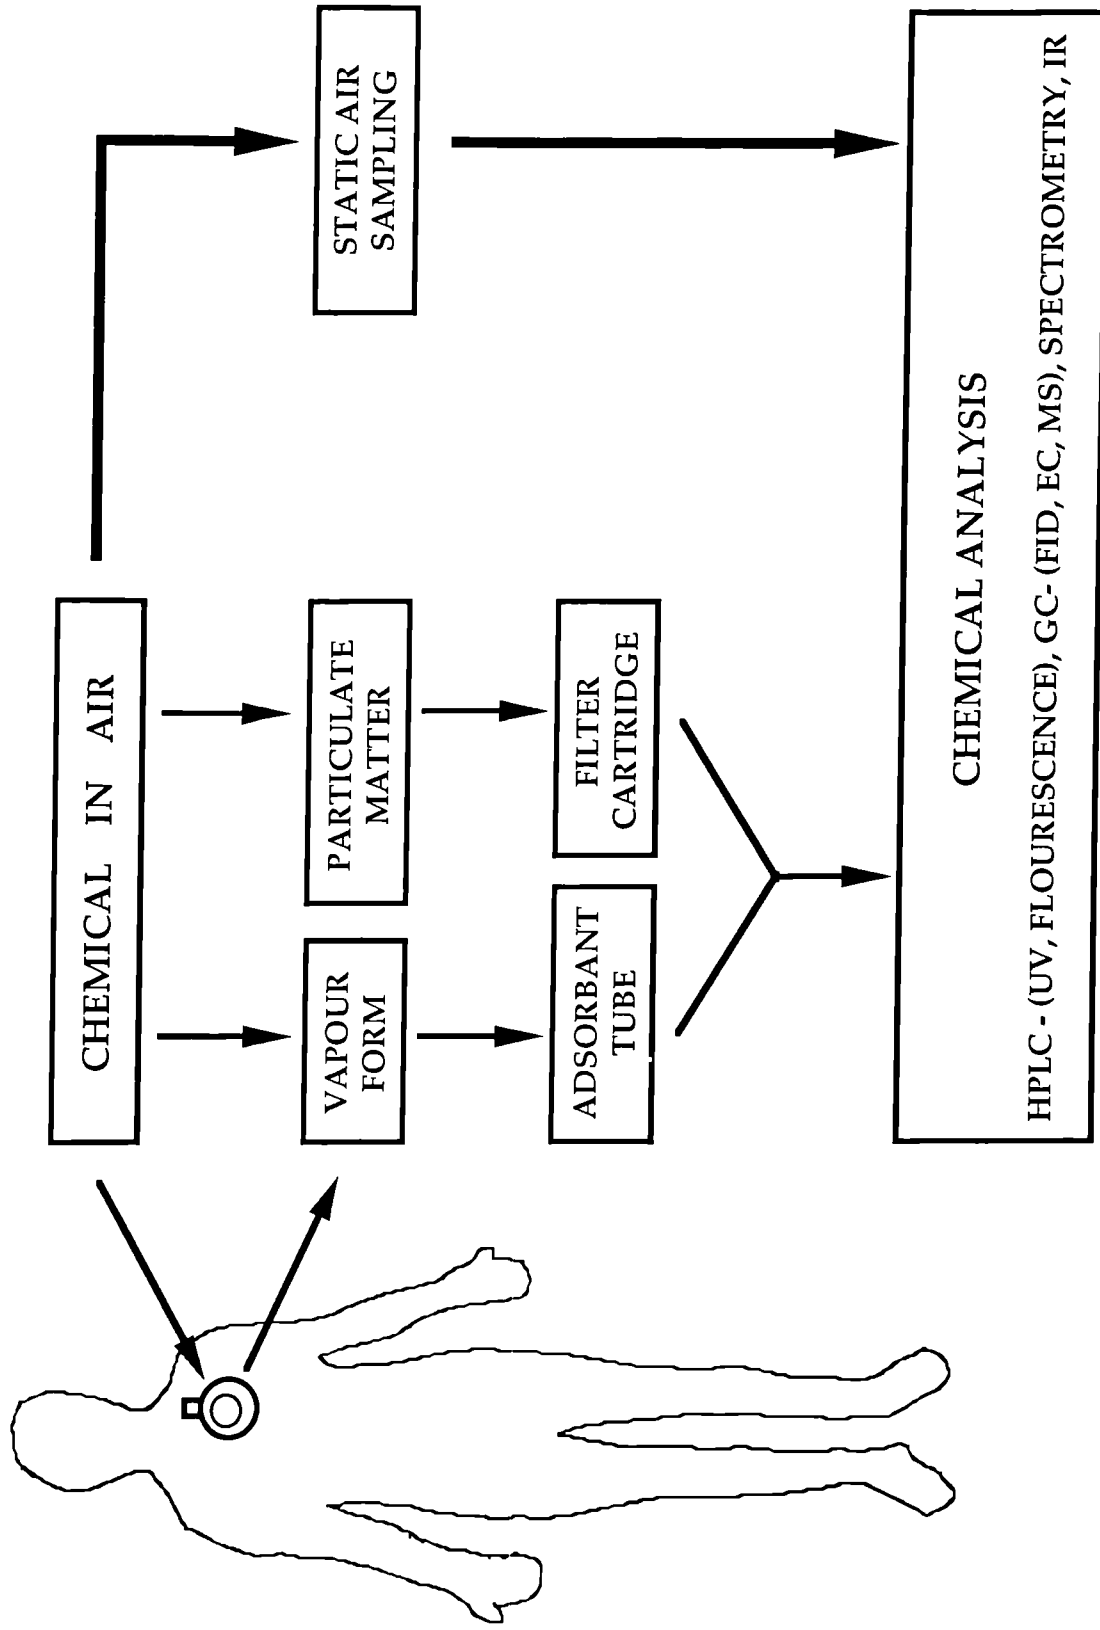 CHEMICAL IN AIR
VAPOUR
FORM
PARTICULATE
MATTER
STATIC AIR
SAMPLING
ADSORBANT
TUBE
FILTER
CARTRIDGE
CHEMICAL ANALYSIS
HPLC - (UV, FLOURESCENCE), GC- (FID, EC, MS), SPECTROMETRY, IR